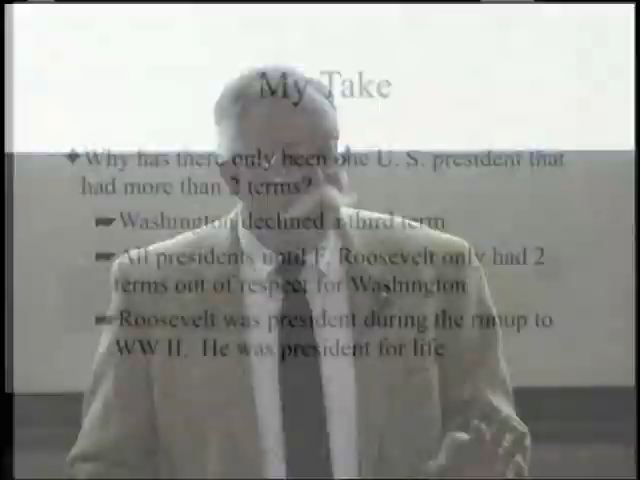 My Take
Why has there only been one U. S. president that
had more than 2 terms?
Washington declined a third term
All presidents until F. Roosevelt only had 2
terms out of respect for Washington
Roosevelt was president during the runup to
WW II. He was president for life